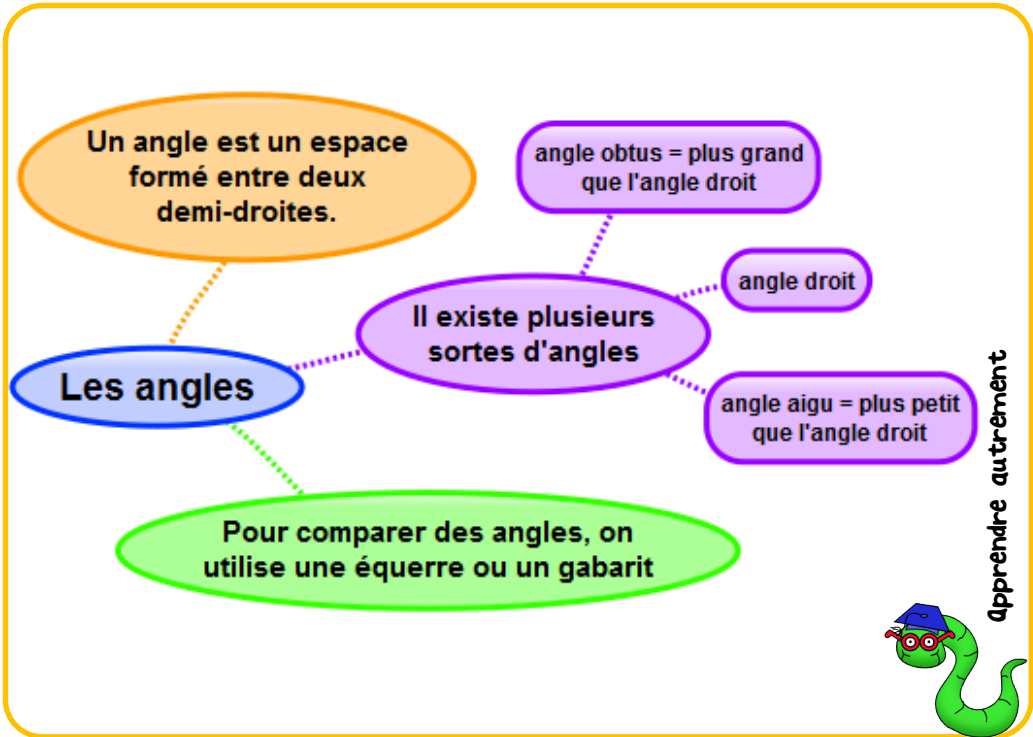 Un angle est un espace
formé entre deux
demi-droites.
angle obtus = plus grand
que l'angle droit
angle droit
Il existe plusieurs
sortes d'angles
Les angles
angle aigu = plus petit
que l'angle droit
Pour comparer des angles, on
utilise une équerre ou un gabarit
apprendre autrement